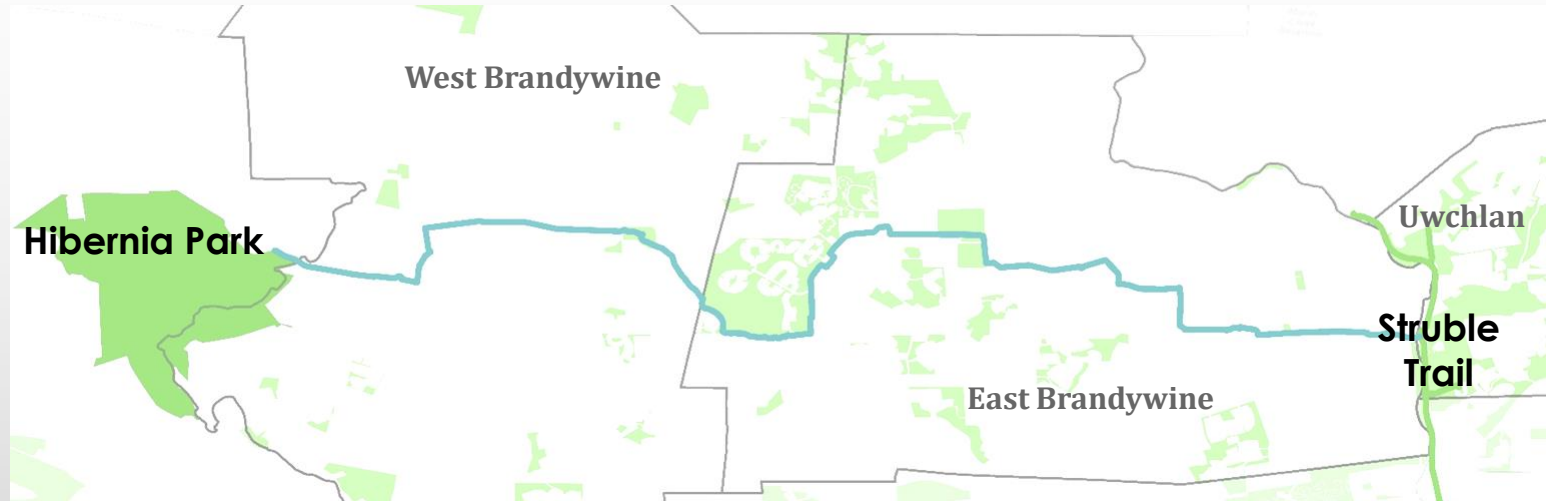 West Brandywine
Uwchlan
Hibernia Park
Struble
Trail
East Brandywine